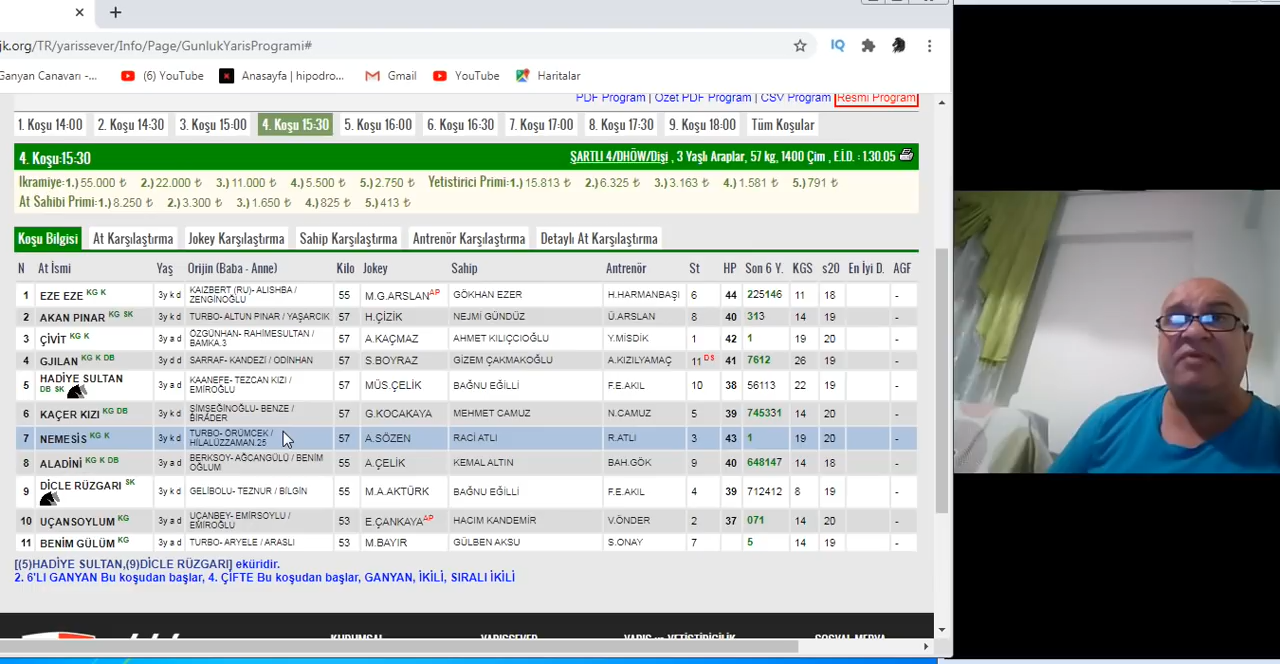 jk.org/TR/yarissever/Info/Page/GunlukYarisProgrami#
IQ
Ganyan Canavarı -... (6) YouTube Anasayfa | hipodro... Gmail YouTube Haritalar
PDF Program | Özet PDF Program | CSV Program Resmi Program
1. Koşu 14:00 2. Koşu 14:30 3. Koşu 15:00 4. Koşu 15:30 5. Koşu 16:00 6. Koşu 16:30 7. Koşu 17:00 8. Koşu 17:30 9. Koşu 18:00 Tüm Koşular
4. Koşu:15:30 ŞARTLI 4/DHÖW/Dişi , 3 Yaşlı Araplar, 57 kg, 1400 Çim , E.İ.D. : 1.30.05
İkramiye: 1.) 55.000 ₺ 2.) 22.000 ₺ 3.) 11.000 ₺ 4.) 5.500 ₺ 5.) 2.750 ₺ Yetistirici Primi: 1.) 15.813 ₺ 2.) 6.325 ₺ 3.) 3.163 ₺ 4.) 1.581 ₺ 5.) 791 ₺
At Sahibi Primi: 1.) 8.250 ₺ 2.) 3.300 ₺ 3.) 1.650 ₺ 4.) 825 ₺ 5.) 413 ₺
Koşu Bilgisi At Karşılaştırma Jokey Karşılaştırma Sahip Karşılaştırma Antrenör Karşılaştırma Detaylı At Karşılaştırma
N At İsmi Yaş Orijin (Baba - Anne) Kilo Jokey Sahip Antrenör St HP Son 6 Y. KGS s20 En İyi D. AGF
1 EZE EZE KG K 3y k d KAIZBERT (RU)- ALISHBA / ZENGİNOĞLU 55 M.G.ARSLAN AP GÖKHAN EZER H.HARMANBAŞI 6 44 225146 11 18 -
2 AKAN PINAR KG SK 3y k d TURBO- ALTUN PINAR / YAŞARCIK 57 H.ÇİZİK NEJMİ GÜNDÜZ Ü.ARSLAN 8 40 313 14 19 -
3 ÇİVİT KG K 3y d d ÖZGÜNHAN- RAHİMESULTAN / BAMKA.3 57 A.KAÇMAZ AHMET KILIÇCIOĞLU Y.MISDIK 1 42 1 19 20 -
4 GJILAN KG K DB 3y d d SARRAF- KANDEZİ / ODINHAN 57 S.BOYRAZ GİZEM ÇAKMAKOĞLU A.KIZILYAMAÇ 11 DS 41 7612 26 19 -
5 HADİYE SULTAN DB SK 3y k d KAANEFE- TEZCAN KIZI / EMİROĞLU 57 MÜS.ÇELİK BAĞNU EĞİLLİ F.E.AKIL 10 38 56113 22 19 -
6 KAÇER KIZI KG DB 3y k d ŞİMŞEĞİNOĞLU- BENZE / BİRADER 57 G.KOCAKAYA MEHMET CAMUZ N.CAMUZ 5 39 745331 14 20 -
7 NEMESİS KG K 3y k d TURBO- ÖRÜMCEK / HİLALÜZZAMAN.25 57 A.SÖZEN RACİ ATLI R.ATLI 3 43 1 19 20 -
8 ALADİNİ KG K DB 3y a d BERKSOY- AĞCANGÜLÜ / BENİM OĞLUM 55 A.ÇELİK KEMAL ALTIN BAH.GÖK 9 40 648147 14 18 -
9 DİCLE RÜZGARI SK 3y k d GELİBOLU- TEZNUR / BİLGİN 55 M.A.AKTÜRK BAĞNU EĞİLLİ F.E.AKIL 4 39 712412 8 19 -
10 UÇANSOYLUM KG 3y a d UÇANBEY- EMİRSOYLU / EMİROĞLU 53 E.ÇANKAYA AP HACIM KANDEMİR V.ÖNDER 2 37 071 14 20 -
11 BENİM GÜLÜM KG 3y a d TURBO- ARYELE / ARASLI 53 M.BAYIR GÜLBEN AKSU S.ONAY 7 5 14 19 -
[(5)HADİYE SULTAN,(9)DİCLE RÜZGARI] eküridir.
2. 6'LI GANYAN Bu koşudan başlar, 4. ÇİFTE Bu koşudan başlar, GANYAN, İKİLİ, SIRALI İKİLİ
KURUMSAL YARIŞSEVER YARIŞ ve YETİŞTİRİCİLİK SOSYAL MEDYA